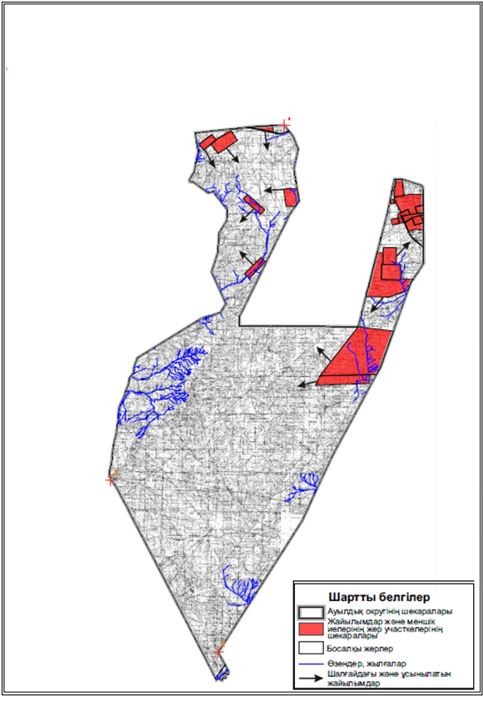 Шартты белгілер
Ауылдық округінің шекаралары
Жайылымдар және меншік
иелерінің жер участкелерінің
шекаралары
Босалқы жерлер
Өзендер, жылғалар
Шалғайдағы және ұсынылатын
жайылымдар